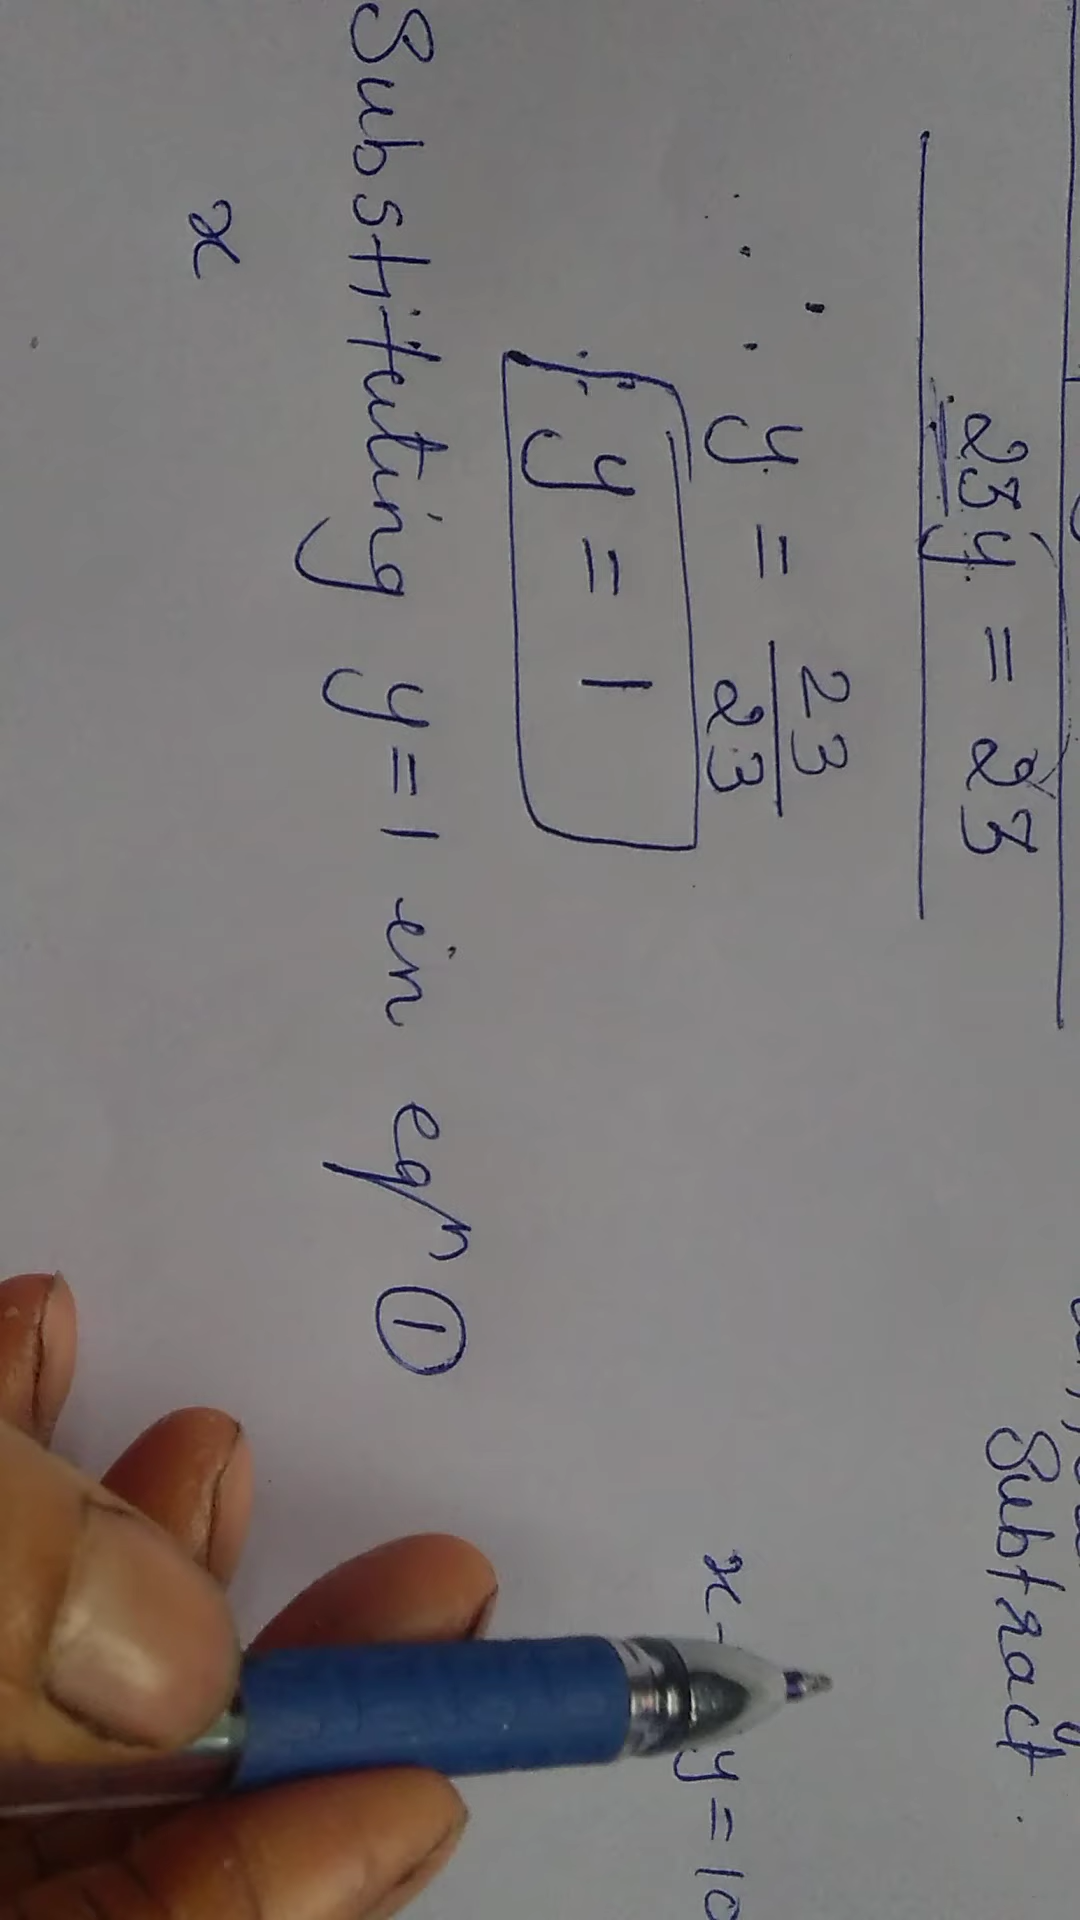 23y = 23
Subtract
∴ y = 23/23
∴ y = 1
y = 10
Substituting y = 1 in eqn ①
x